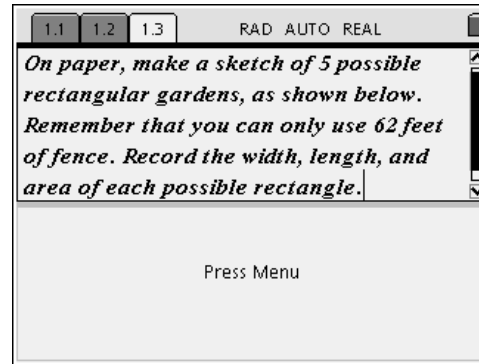 1.1 1.2 1.3 RAD AUTO REAL
On paper, make a sketch of 5 possible
rectangular gardens, as shown below.
Remember that you can only use 62 feet
of fence. Record the width, length, and
area of each possible rectangle.
Press Menu